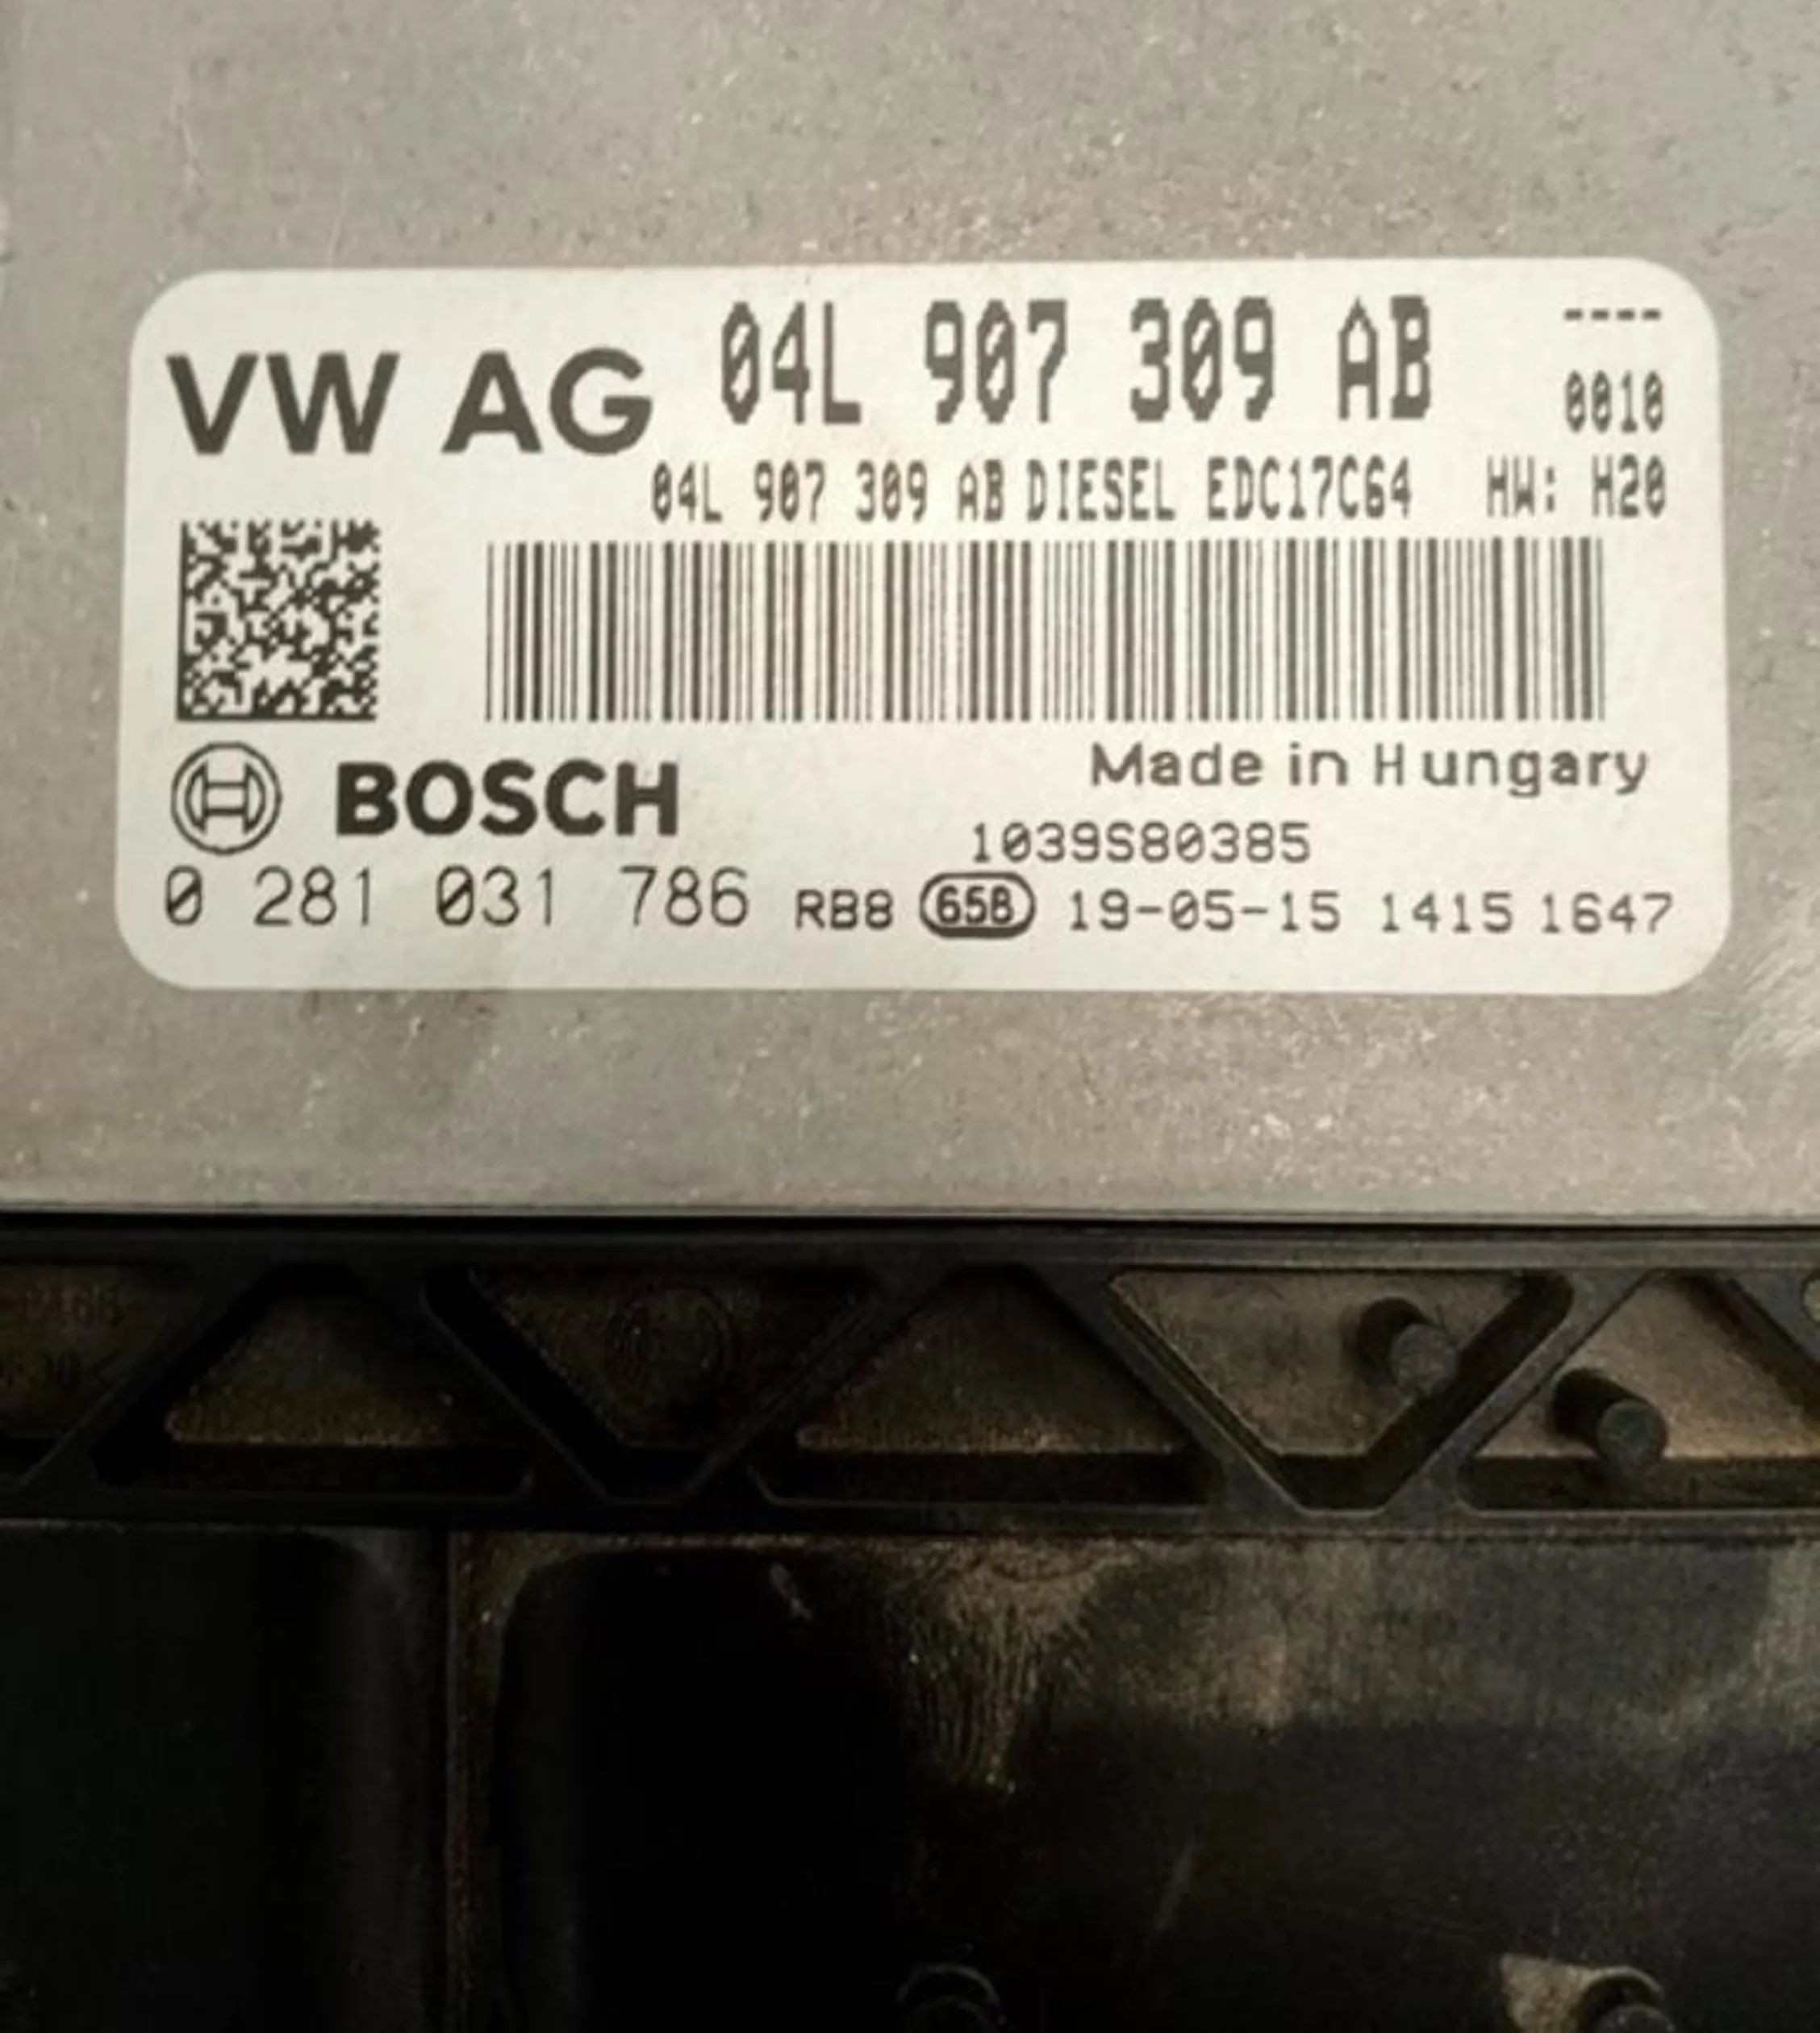 VW AG 04L 907 309 AB ----
0010
04L 907 309 AB DIESEL EDC17C64 HW: H20
BOSCH Made in Hungary
1039S80385
0 281 031 786 RB8 65B 19-05-15 1415 1647